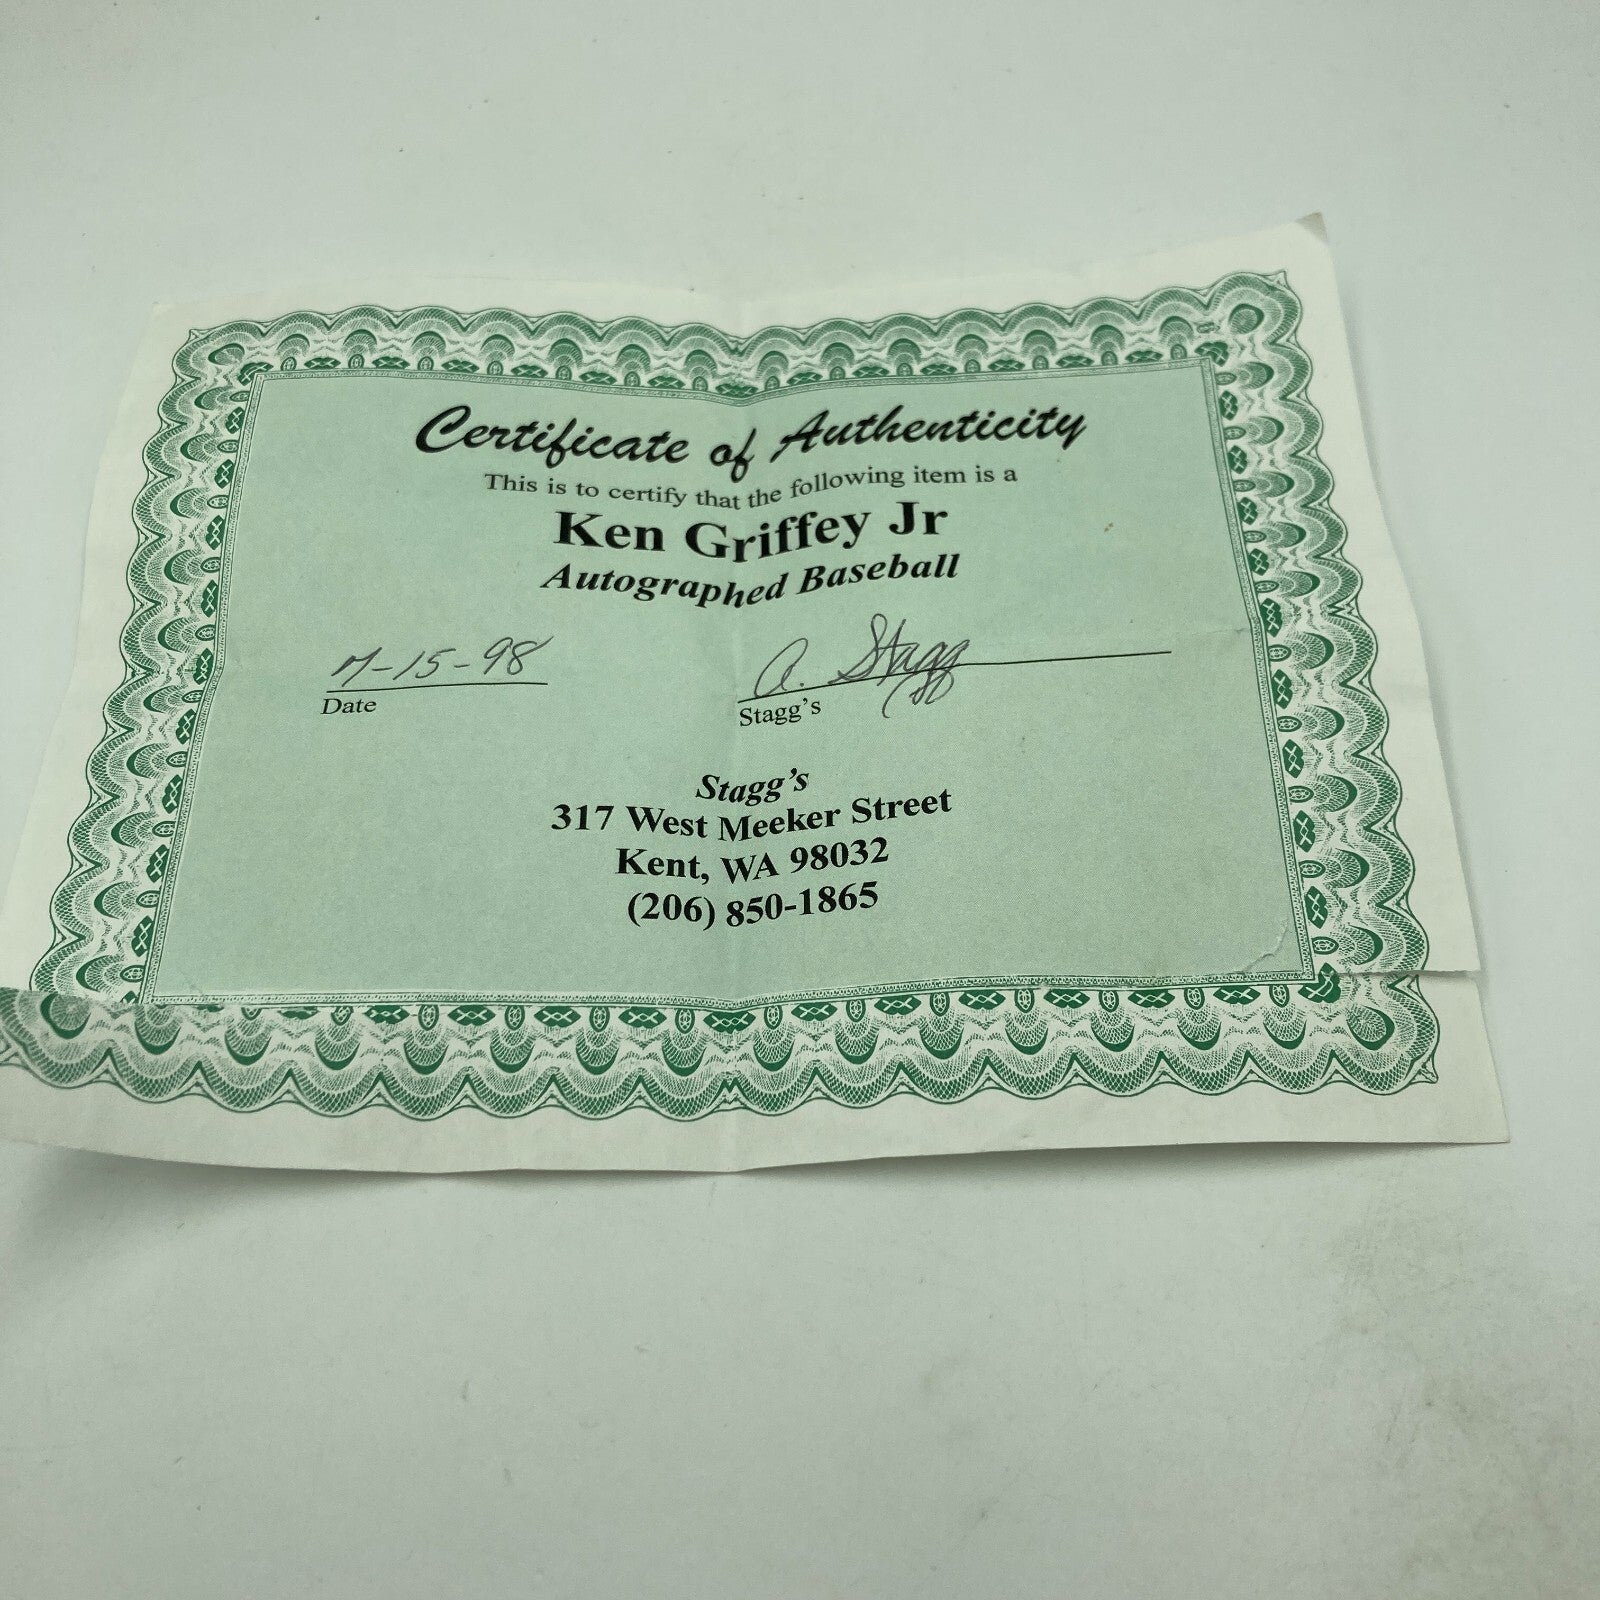 Certificate of Authenticity
This is to certify that the following item is a
Ken Griffey Jr
Autographed Baseball
7-15-98 A. Stagg
Date Stagg's
Stagg's
317 West Meeker Street
Kent, WA 98032
(206) 850-1865